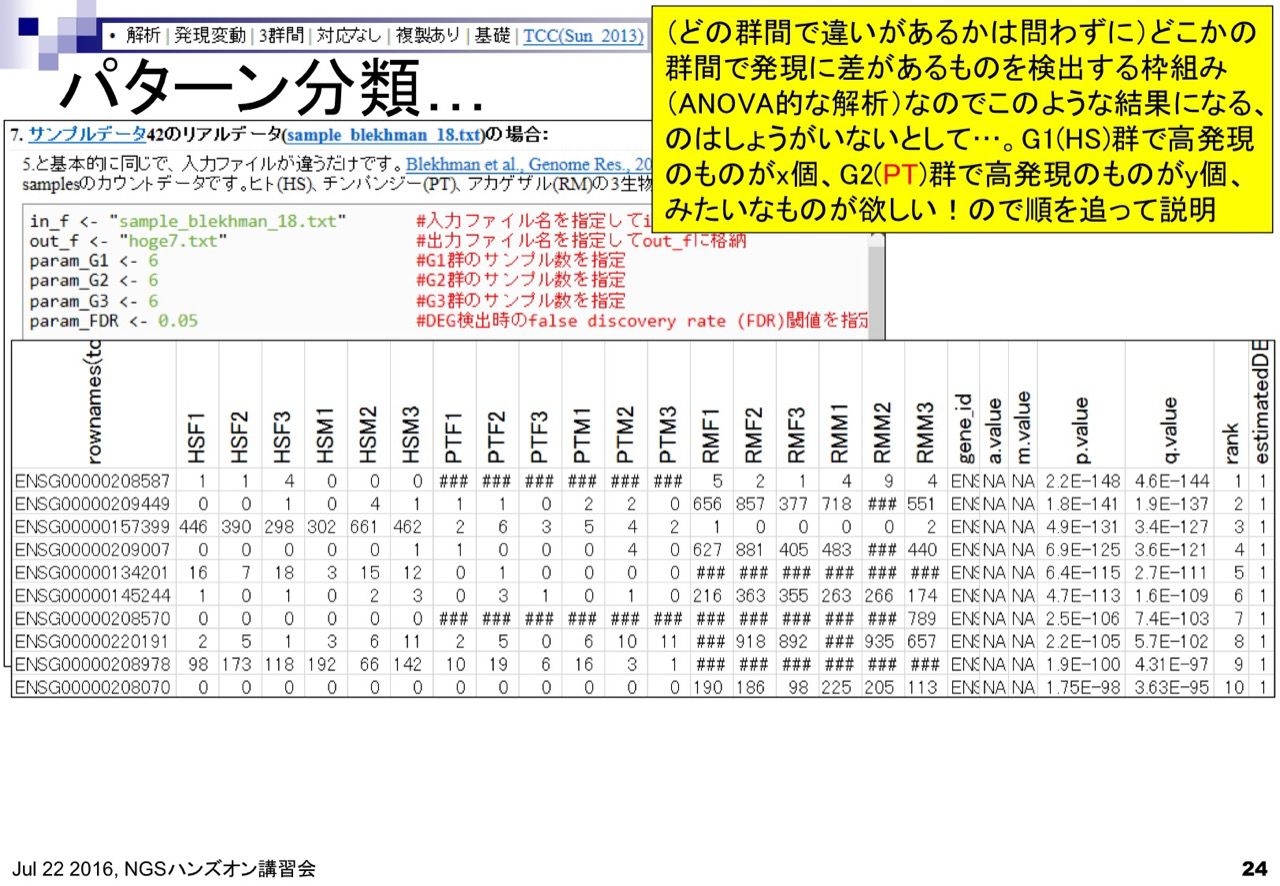 • 解析 | 発現変動 | 3群間 | 対応なし | 複製あり | 基礎 | TCC(Sun_2013)
パターン分類…
(どの群間で違いがあるかは問わずに)どこかの
群間で発現に差があるものを検出する枠組み
(ANOVA的な解析)なのでこのような結果になる、
のはしょうがいないとして…。G1(HS)群で高発現
のものがx個、G2(PT)群で高発現のものがy個、
みたいなものが欲しい！ので順を追って説明
7. サンプルデータ42のリアルデータ(sample_blekhman_18.txt)の場合:
5.と基本的に同じで、入力ファイルが違うだけです。Blekhman et al., Genome Res., 20
samplesのカウントデータです。ヒト(HS), チンパンジー(PT), アカゲザル(RM)の3生物
in_f <- "sample_blekhman_18.txt" #入力ファイル名を指定してi
out_f <- "hoge7.txt" #出力ファイル名を指定してout_fに格納
param_G1 <- 6 #G1群のサンプル数を指定
param_G2 <- 6 #G2群のサンプル数を指定
param_G3 <- 6 #G3群のサンプル数を指定
param_FDR <- 0.05 #DEG検出時のfalse discovery rate (FDR)閾値を指定
rownames(tc HSF1 HSF2 HSF3 HSM1 HSM2 HSM3 PTF1 PTF2 PTF3 PTM1 PTM2 PTM3 RMF1 RMF2 RMF3 RMM1 RMM2 RMM3 gene_id a.value m.value p.value q.value rank estimatedDE
ENSG00000208587 1 1 4 0 0 0 ### ### ### ### ### ### 5 2 1 4 9 4 ENS NA NA 2.2E-148 4.6E-144 1 1
ENSG00000209449 0 0 1 0 4 1 1 1 0 2 2 0 656 857 377 718 ### 551 ENS NA NA 1.8E-141 1.9E-137 2 1
ENSG00000157399 446 390 298 302 661 462 2 6 3 5 4 2 1 0 0 0 0 2 ENS NA NA 4.9E-131 3.4E-127 3 1
ENSG00000209007 0 0 0 0 0 1 1 0 0 0 4 0 627 881 405 483 ### 440 ENS NA NA 6.9E-125 3.6E-121 4 1
ENSG00000134201 16 7 18 3 15 12 0 1 0 0 0 0 ### ### ### ### ### ### ENS NA NA 6.4E-115 2.7E-111 5 1
ENSG00000145244 1 0 1 0 2 3 0 3 1 0 1 0 216 363 355 263 266 174 ENS NA NA 4.7E-113 1.6E-109 6 1
ENSG00000208570 0 0 0 0 0 0 ### ### ### ### ### ### ### ### ### ### ### 789 ENS NA NA 2.5E-106 7.4E-103 7 1
ENSG00000220191 2 5 1 3 6 11 2 5 0 6 10 11 ### 918 892 ### 935 657 ENS NA NA 2.2E-105 5.7E-102 8 1
ENSG00000208978 98 173 118 192 66 142 10 19 6 16 3 1 ### ### ### ### ### ### ENS NA NA 1.9E-100 4.31E-97 9 1
ENSG00000208070 0 0 0 0 0 0 0 0 0 0 0 0 190 186 98 225 205 113 ENS NA NA 1.75E-98 3.63E-95 10 1
Jul 22 2016, NGSハンズオン講習会
24